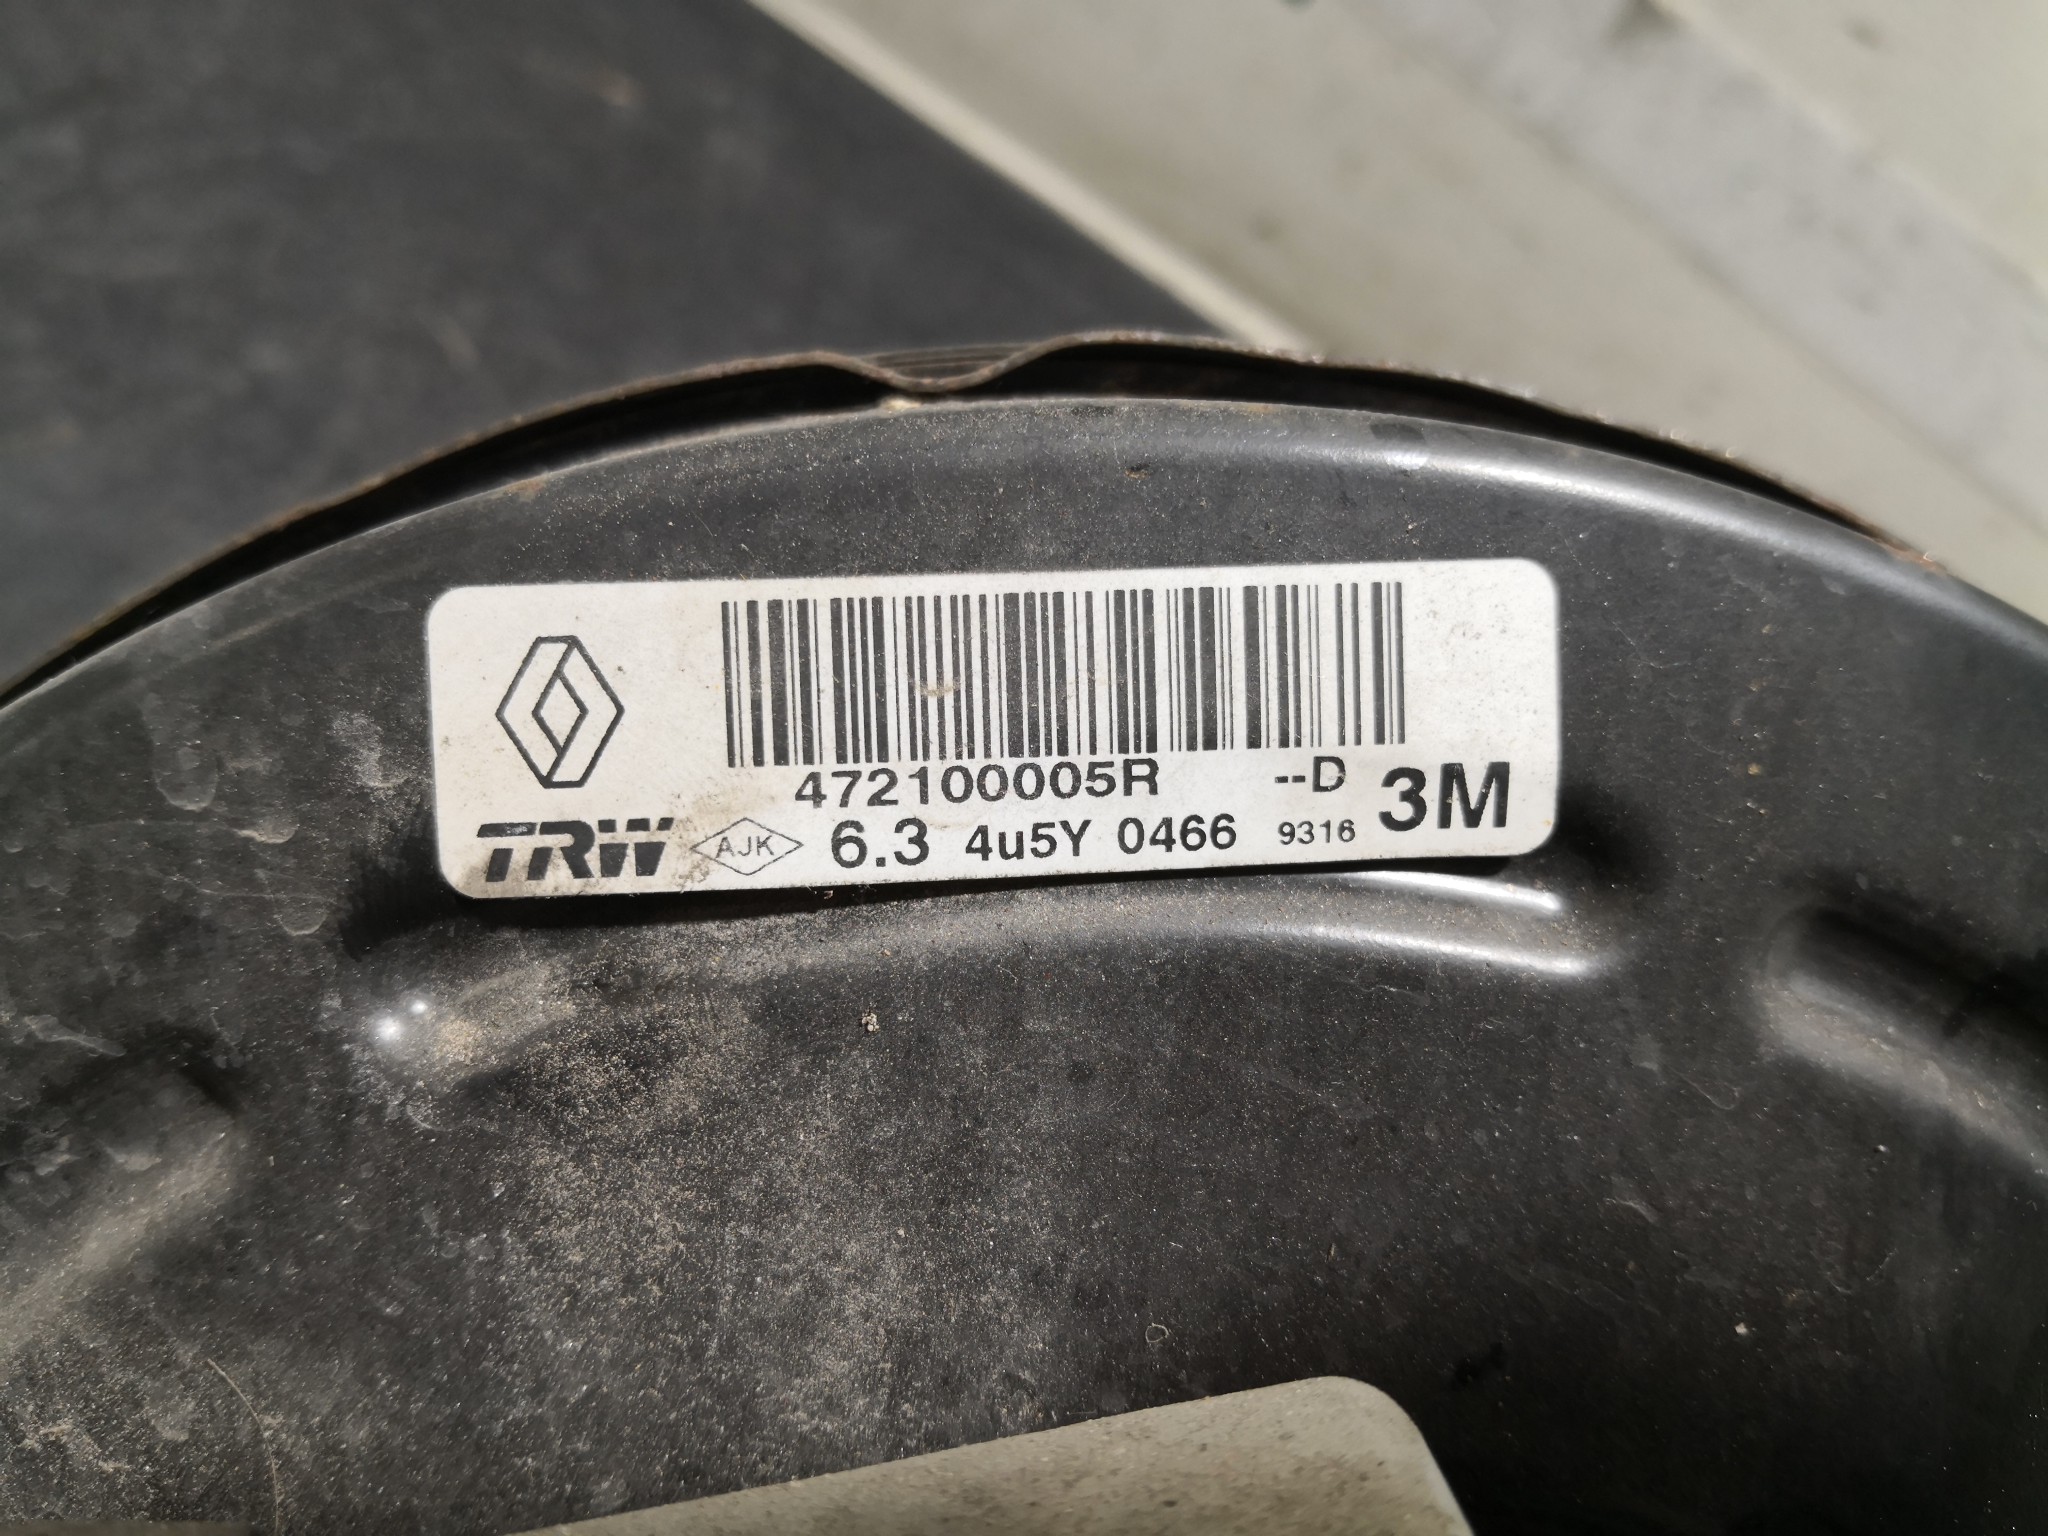 472100005R --D 3M
TRW AJK 6.3 4u5Y 0466 9316